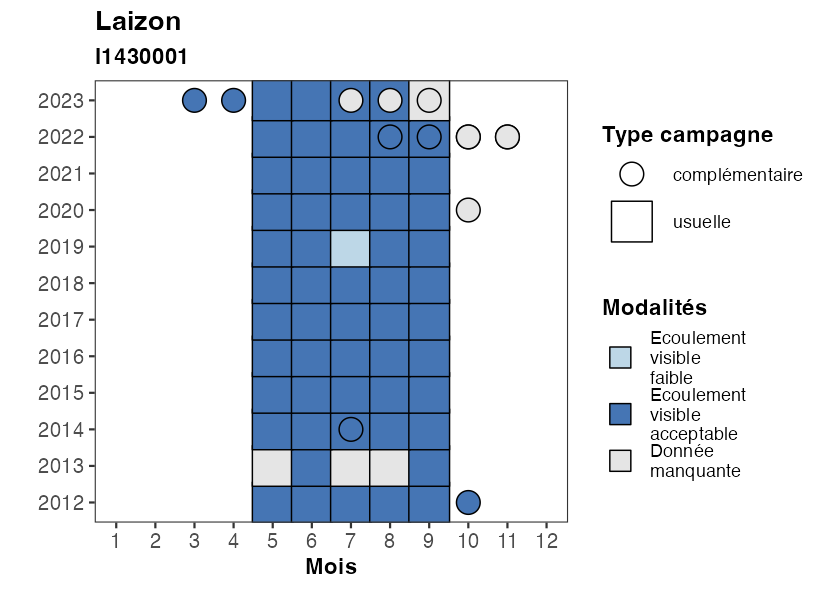 Laizon
I1430001
2023
2022
2021
2020
2019
2018
2017
2016
2015
2014
2013
2012
1 2 3 4 5 6 7 8 9 10 11 12
Mois
Type campagne
complémentaire
usuelle
Modalités
Ecoulement
visible
faible
Ecoulement
visible
acceptable
Donnée
manquante